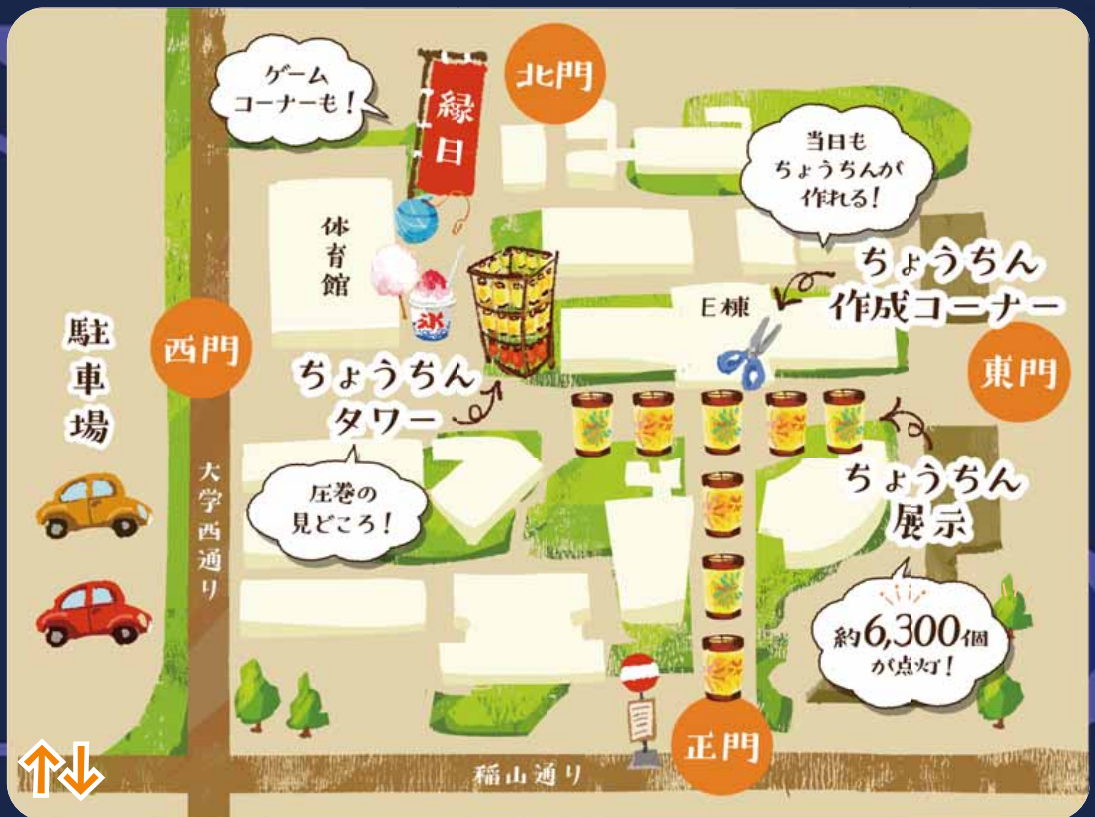 北門
ゲーム
コーナーも！
縁日
当日も
ちょうちんが
作れる！
体育館
氷
E棟
ちょうちん
作成コーナー
西門
駐車場
東門
ちょうちん
タワー
圧巻の
見どころ！
大学西通り
ちょうちん
展示
約6,300個
が点灯！
正門
稲山通り